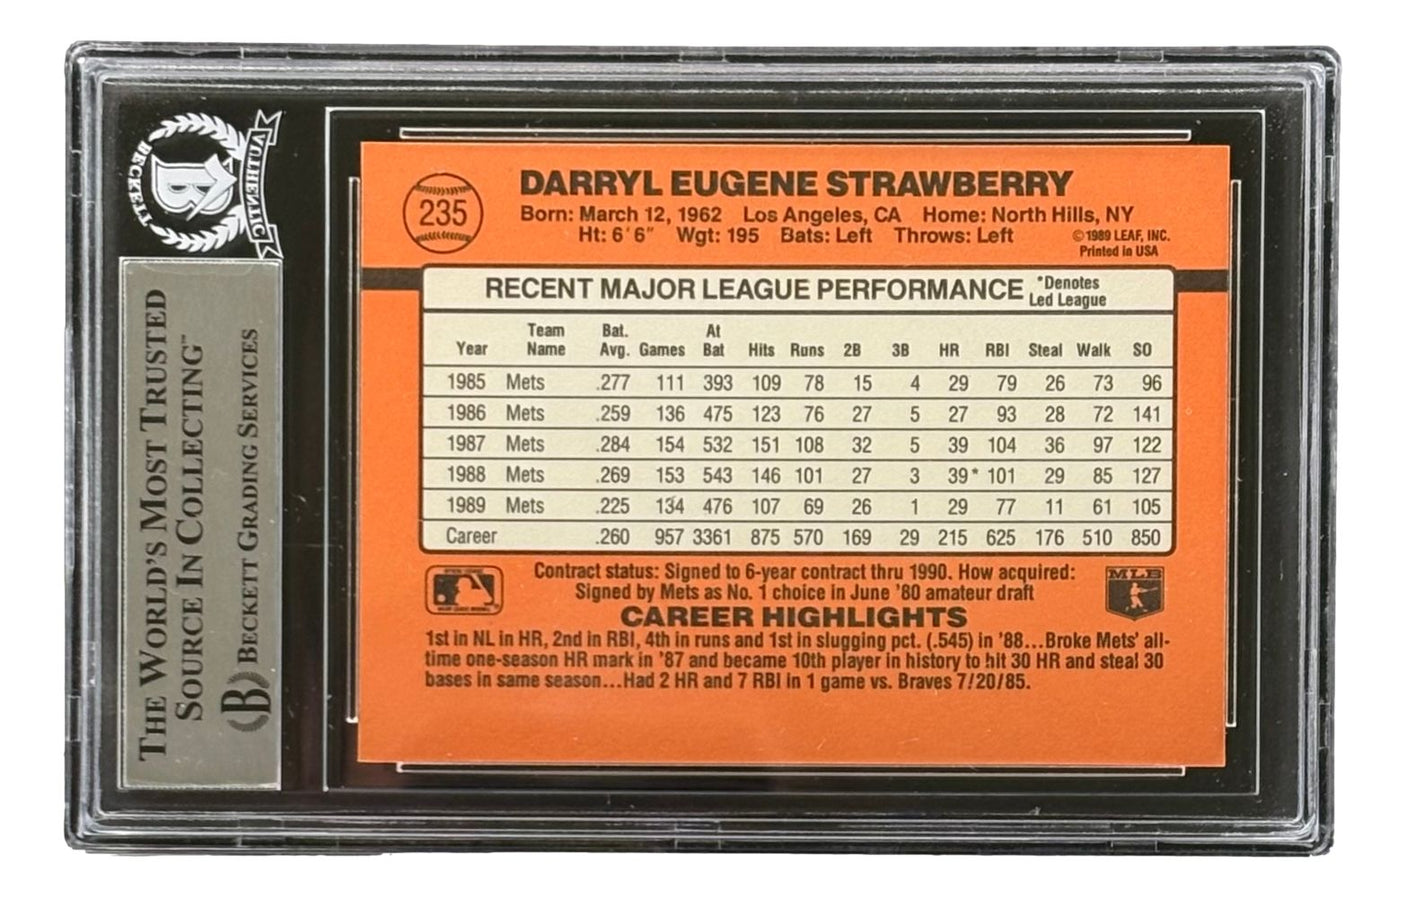 BECKETT
AUTHENTIC
B
THE WORLD'S MOST TRUSTED
SOURCE IN COLLECTING™
B BECKETT GRADING SERVICES
235
DARRYL EUGENE STRAWBERRY
Born: March 12, 1962 Los Angeles, CA Home: North Hills, NY
Ht: 6'6" Wgt: 195 Bats: Left Throws: Left
©1989 LEAF, INC.
Printed in USA
RECENT MAJOR LEAGUE PERFORMANCE *Denotes
Led League
Year Team Name Bat. Avg. Games At Bat Hits Runs 2B 3B HR RBI Steal Walk SO
1985 Mets .277 111 393 109 78 15 4 29 79 26 73 96
1986 Mets .259 136 475 123 76 27 5 27 93 28 72 141
1987 Mets .284 154 532 151 108 32 5 39 104 36 97 122
1988 Mets .269 153 543 146 101 27 3 39* 101 29 85 127
1989 Mets .225 134 476 107 69 26 1 29 77 11 61 105
Career .260 957 3361 875 570 169 29 215 625 176 510 850
Contract status: Signed to 6-year contract thru 1990. How acquired:
Signed by Mets as No. 1 choice in June '80 amateur draft
MLB
CAREER HIGHLIGHTS
1st in NL in HR, 2nd in RBI, 4th in runs and 1st in slugging pct. (.545) in '88...Broke Mets' all-
time one-season HR mark in '87 and became 10th player in history to hit 30 HR and steal 30
bases in same season...Had 2 HR and 7 RBI in 1 game vs. Braves 7/20/85.